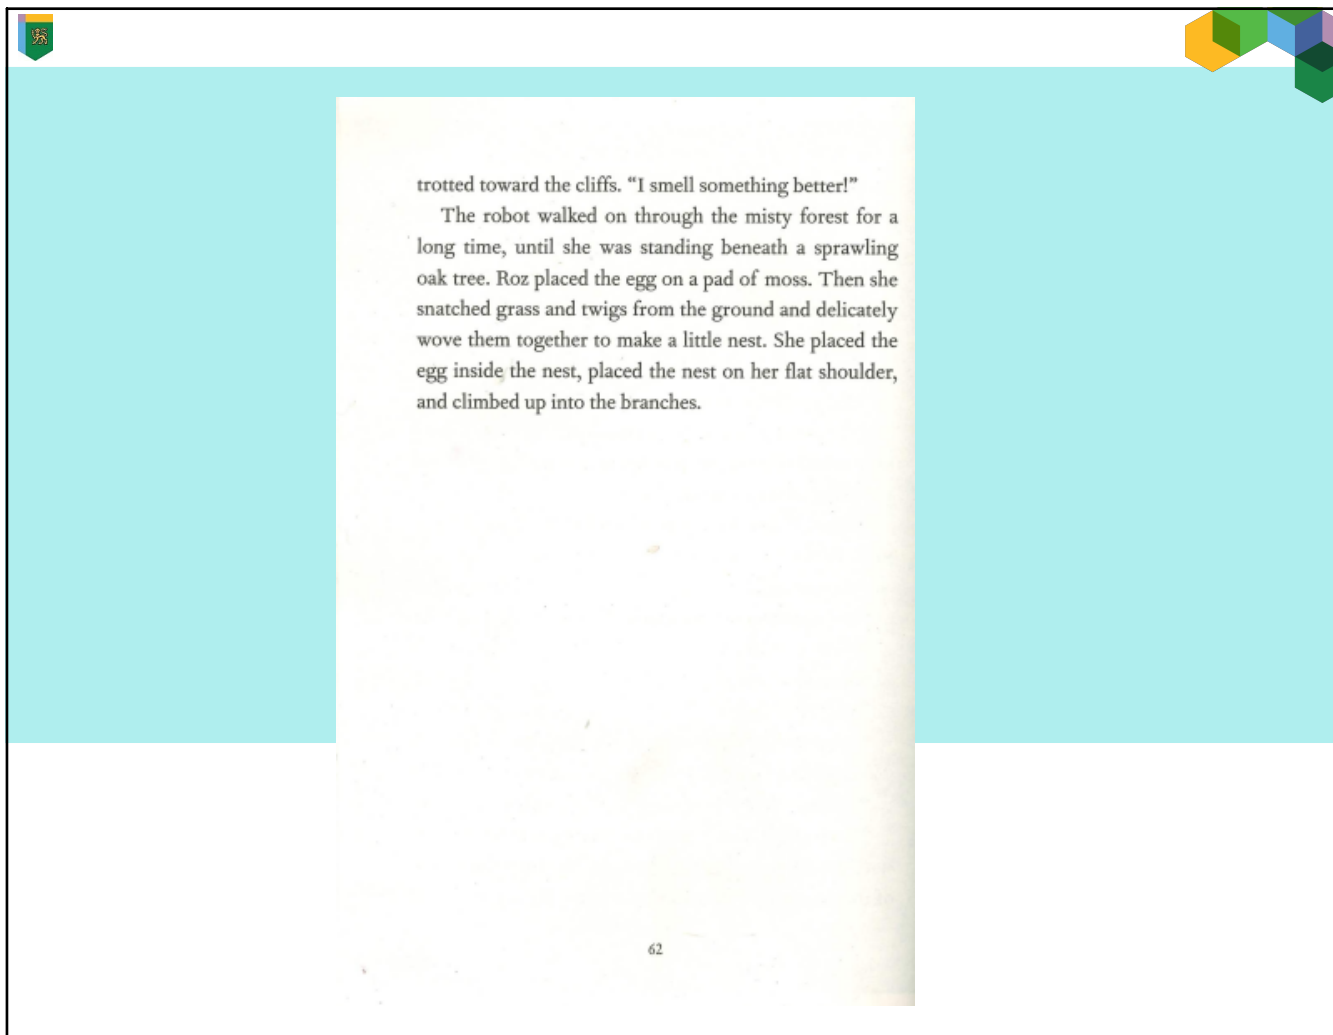 trotted toward the cliffs. “I smell something better!”
The robot walked on through the misty forest for a
long time, until she was standing beneath a sprawling
oak tree. Roz placed the egg on a pad of moss. Then she
snatched grass and twigs from the ground and delicately
wove them together to make a little nest. She placed the
egg inside the nest, placed the nest on her flat shoulder,
and climbed up into the branches.
62